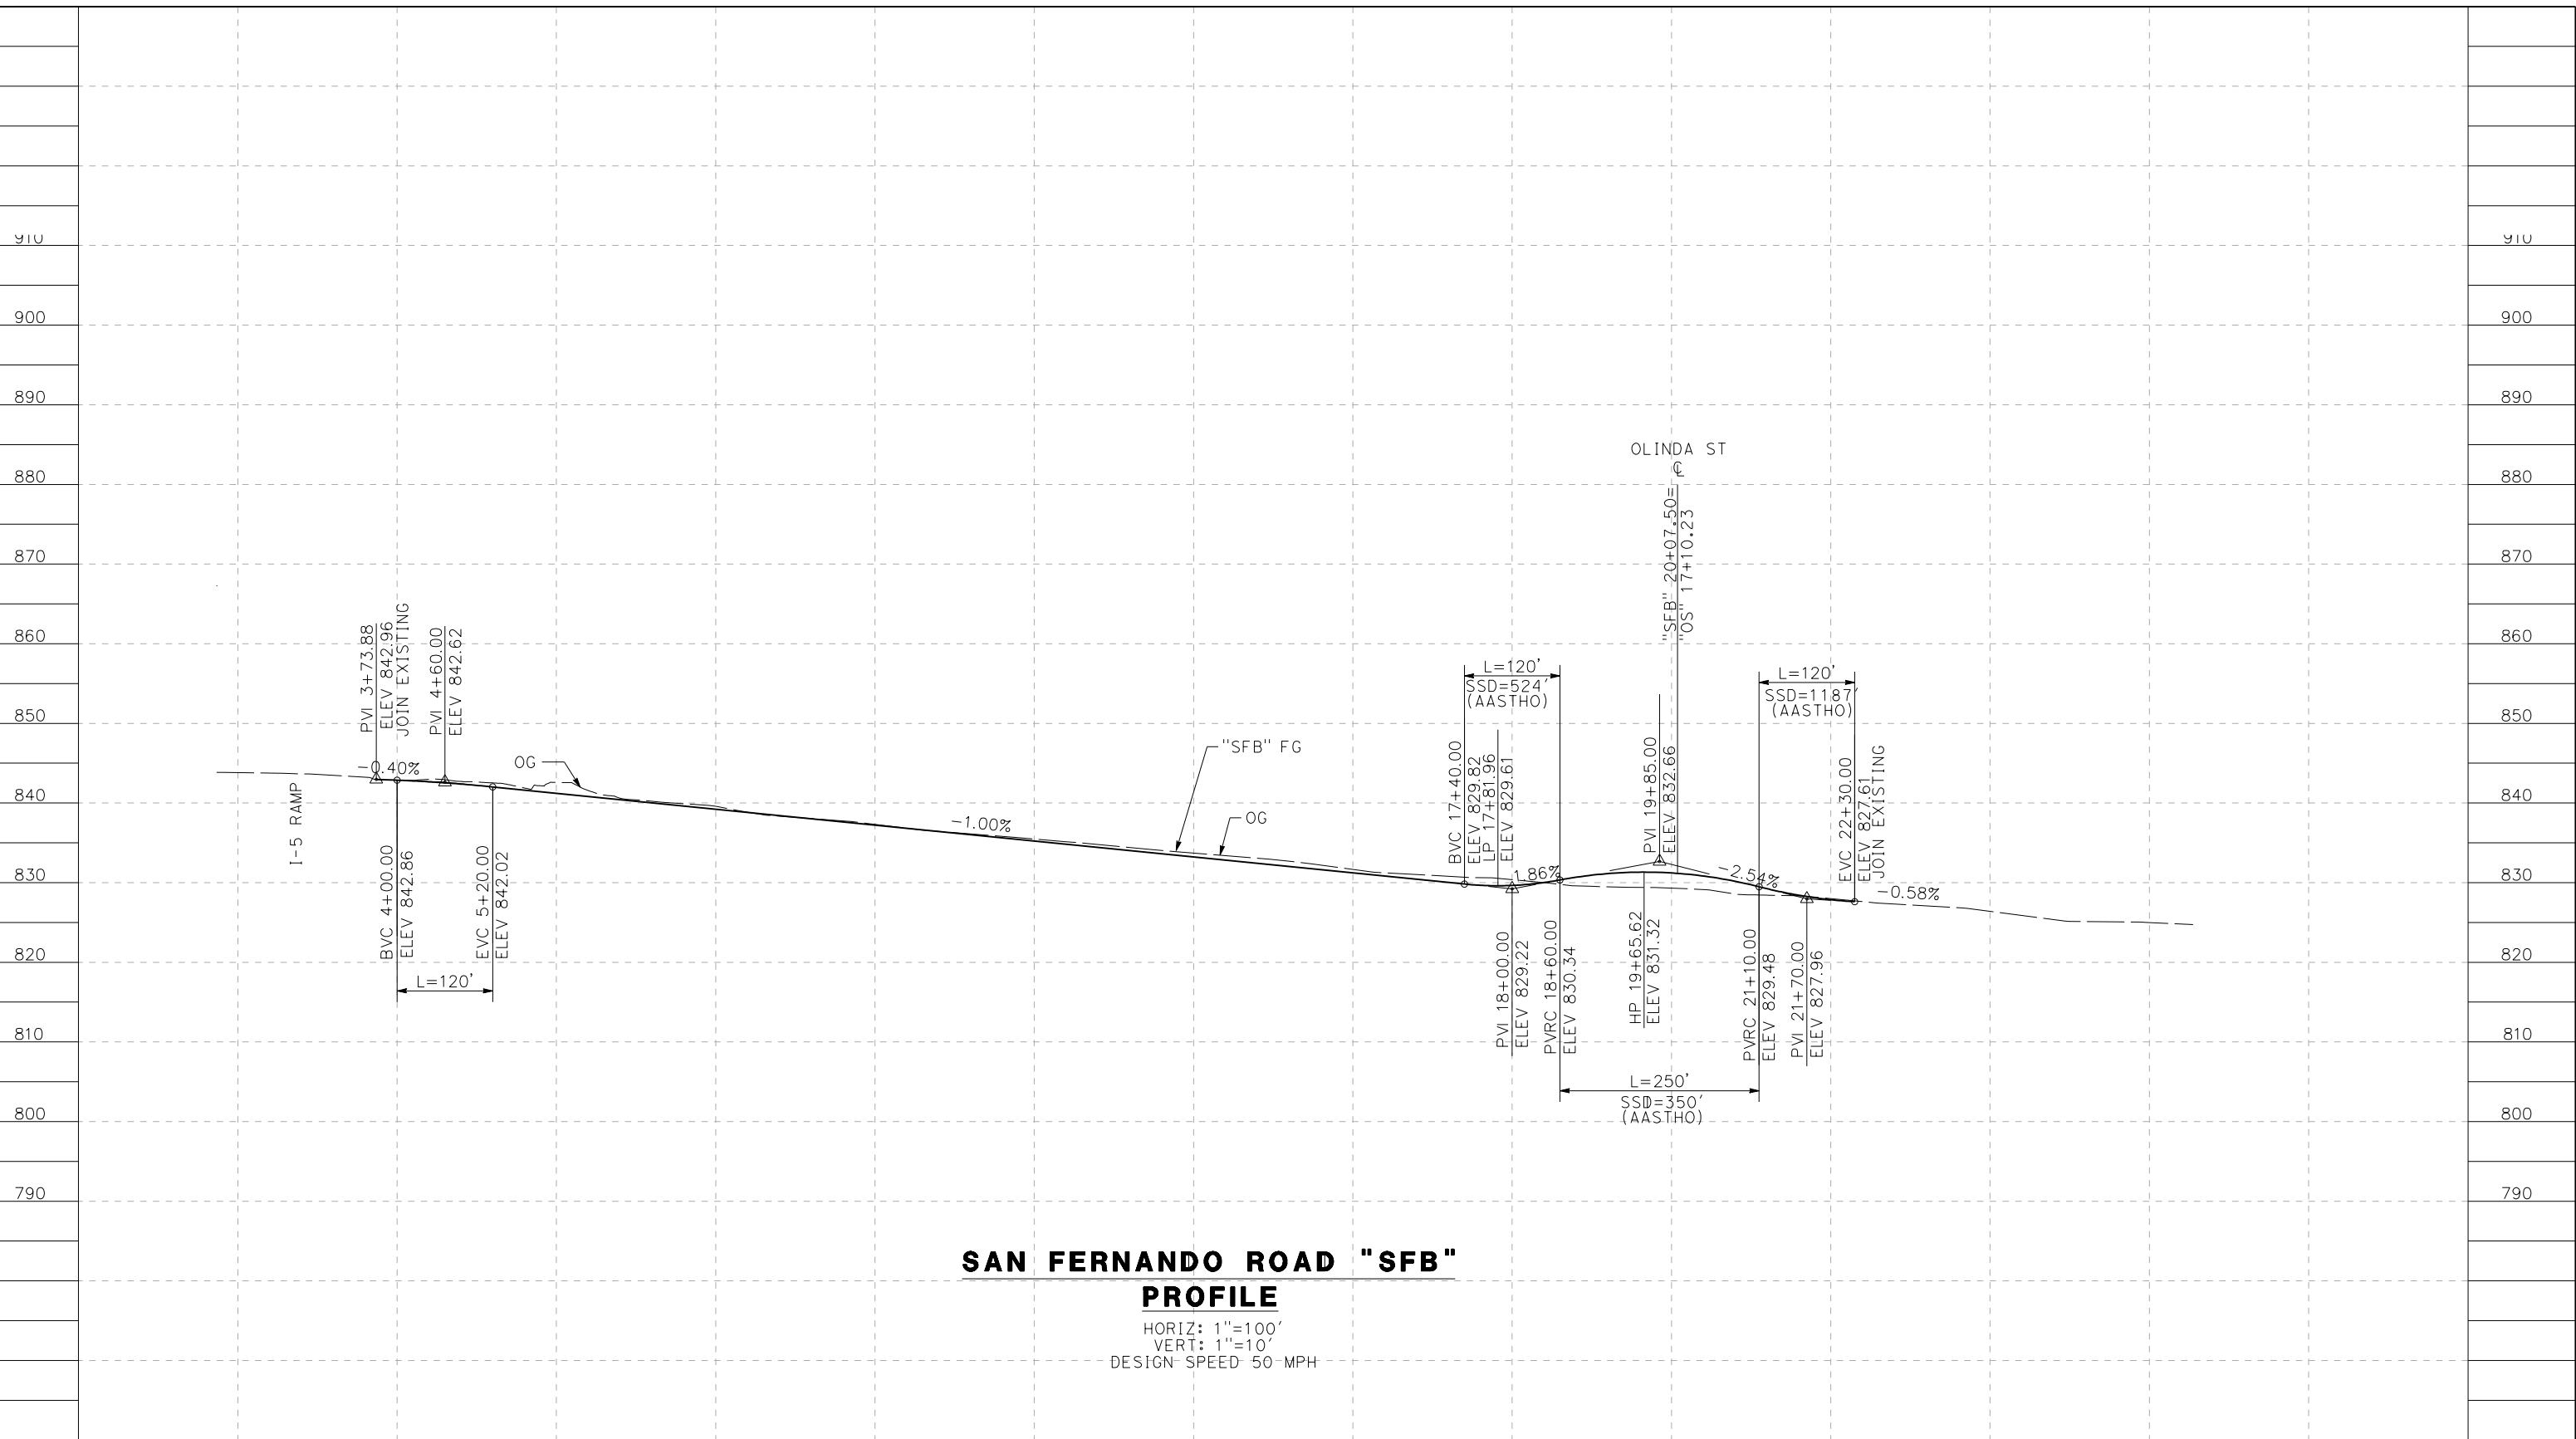 910
900
890
880
870
860
850
840
830
820
810
800
790
910
900
890
880
870
860
850
840
830
820
810
800
790
I-5 RAMP
PVI 3+73.88
ELEV 842.96
JOIN EXISTING
PVI 4+60.00
ELEV 842.62
-0.40%
OG
BVC 4+00.00
ELEV 842.86
EVC 5+20.00
ELEV 842.02
L=120'
-1.00%
"SFB" FG
OG
L=120'
SSD=524'
(AASTHO)
BVC 17+40.00
ELEV 829.82
LP 17+81.96
ELEV 829.61
1.86%
PVI 18+00.00
ELEV 829.22
PVRC 18+60.00
ELEV 830.34
OLINDA ST
℄
"SFB" 20+07.50=
"OS" 17+10.23
PVI 19+85.00
ELEV 832.66
HP 19+65.62
ELEV 831.32
L=250'
SSD=350'
(AASTHO)
-2.54%
L=120'
SSD=1187'
(AASTHO)
PVRC 21+10.00
ELEV 829.48
PVI 21+70.00
ELEV 827.96
EVC 22+30.00
ELEV 827.61
JOIN EXISTING
-0.58%
SAN FERNANDO ROAD "SFB"
PROFILE
HORIZ: 1"=100'
VERT: 1"=10'
DESIGN SPEED 50 MPH